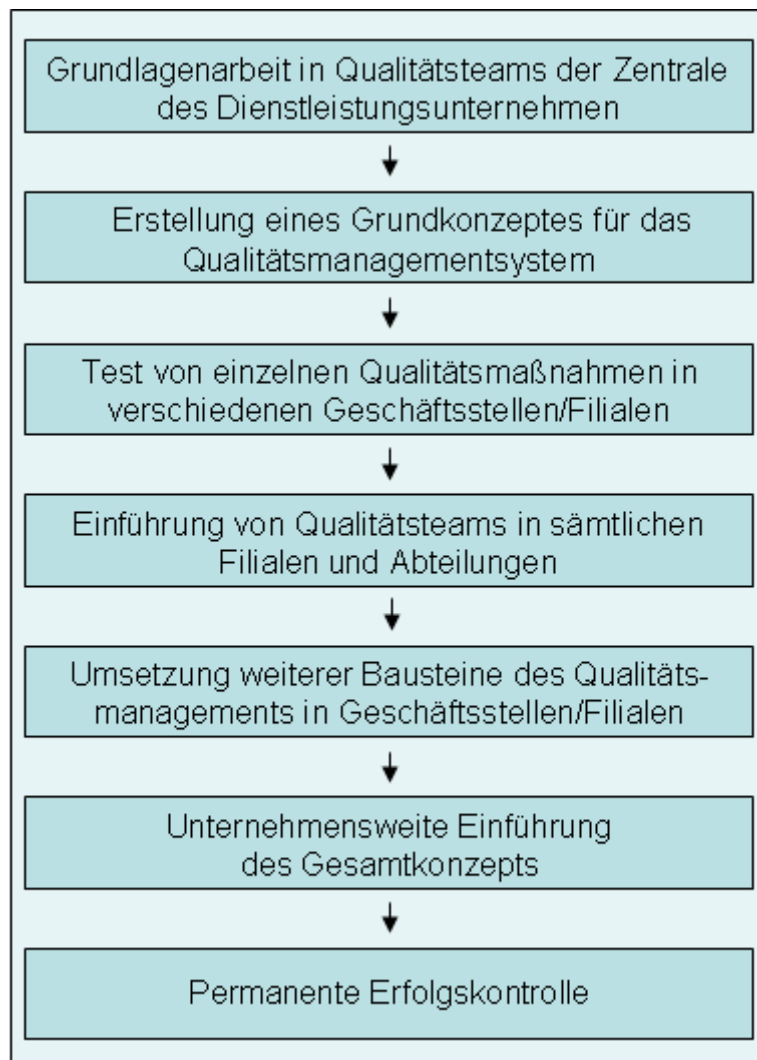 Grundlagenarbeit in Qualitätsteams der Zentrale
des Dienstleistungsunternehmen
Erstellung eines Grundkonzeptes für das
Qualitätsmanagementsystem
Test von einzelnen Qualitätsmaßnahmen in
verschiedenen Geschäftsstellen/Filialen
Einführung von Qualitätsteams in sämtlichen
Filialen und Abteilungen
Umsetzung weiterer Bausteine des Qualitäts-
managements in Geschäftsstellen/Filialen
Unternehmensweite Einführung
des Gesamtkonzepts
Permanente Erfolgskontrolle